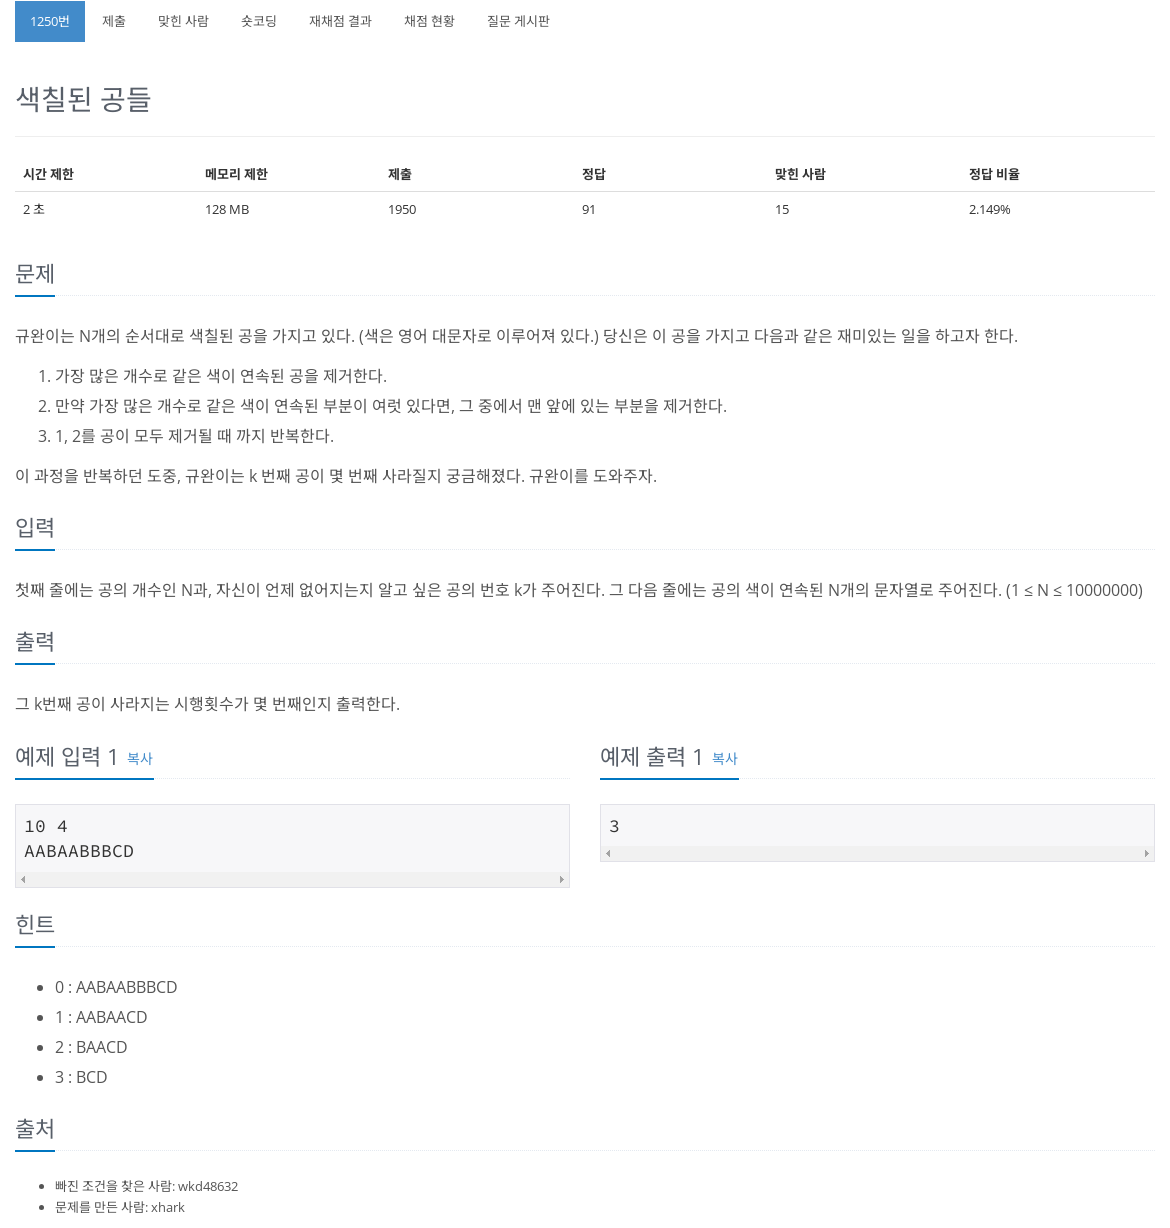 1250번 제출 맞힌 사람 숏코딩 재채점 결과 채점 현황 질문 게시판
색칠된 공들
시간 제한 메모리 제한 제출 정답 맞힌 사람 정답 비율
2 초 128 MB 1950 91 15 2.149%
문제
규완이는 N개의 순서대로 색칠된 공을 가지고 있다. (색은 영어 대문자로 이루어져 있다.) 당신은 이 공을 가지고 다음과 같은 재미있는 일을 하고자 한다.
1. 가장 많은 개수로 같은 색이 연속된 공을 제거한다.
2. 만약 가장 많은 개수로 같은 색이 연속된 부분이 여럿 있다면, 그 중에서 맨 앞에 있는 부분을 제거한다.
3. 1, 2를 공이 모두 제거될 때 까지 반복한다.
이 과정을 반복하던 도중, 규완이는 k 번째 공이 몇 번째 사라질지 궁금해졌다. 규완이를 도와주자.
입력
첫째 줄에는 공의 개수인 N과, 자신이 언제 없어지는지 알고 싶은 공의 번호 k가 주어진다. 그 다음 줄에는 공의 색이 연속된 N개의 문자열로 주어진다. (1 ≤ N ≤ 10000000)
출력
그 k번째 공이 사라지는 시행횟수가 몇 번째인지 출력한다.
예제 입력 1 복사
10 4
AABAABBBCD
예제 출력 1 복사
3
힌트
• 0 : AABAABBBCD
• 1 : AABAACD
• 2 : BAACD
• 3 : BCD
출처
• 빠진 조건을 찾은 사람: wkd48632
• 문제를 만든 사람: xhark